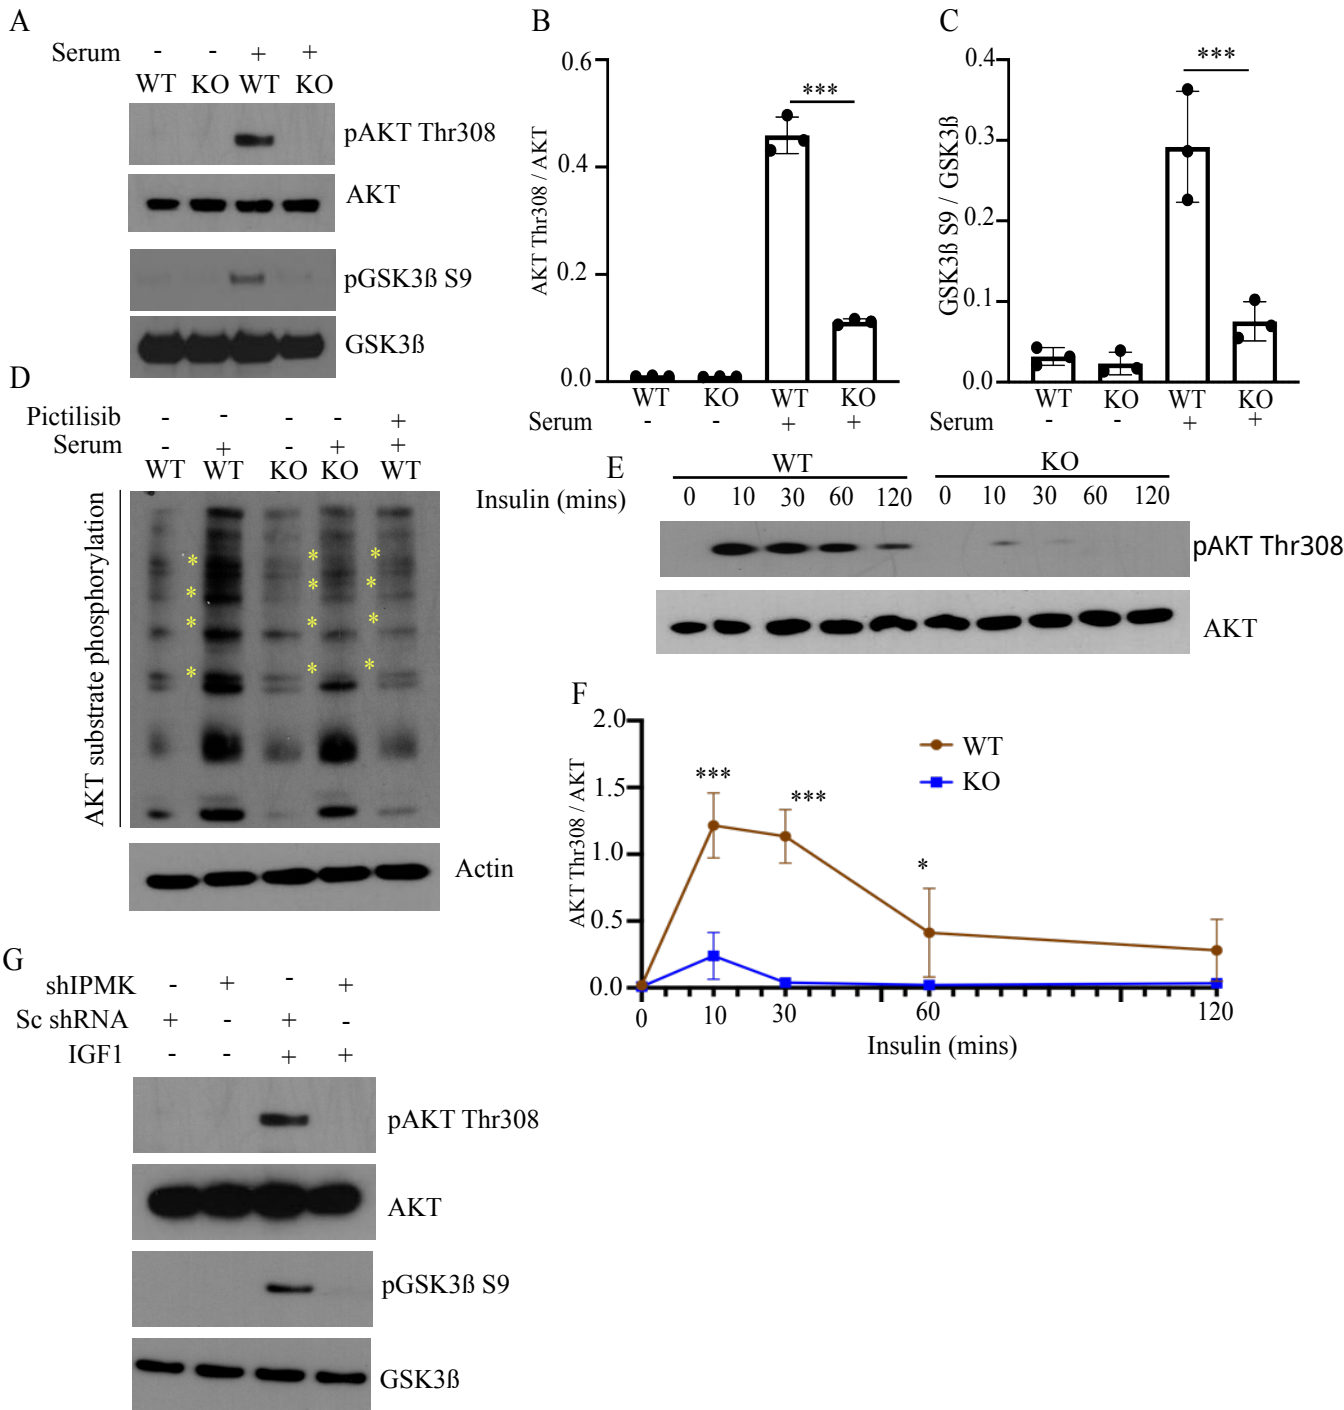 A
Serum - - + +
WT KO WT KO
pAKT Thr308
AKT
pGSK3ß S9
GSK3ß
B
AKT Thr308 / AKT
0.6
0.4
0.2
0.0
***
WT KO WT KO
Serum - - + +
C
GSK3ß S9 / GSK3ß
0.4
0.3
0.2
0.1
0.0
***
WT KO WT KO
Serum - - + +
D
Pictilisib - - - - +
Serum - + - + +
WT WT KO KO WT
AKT substrate phosphorylation
* * *
* * *
* * *
* * *
Actin
E
WT KO
Insulin (mins) 0 10 30 60 120 0 10 30 60 120
pAKT Thr308
AKT
F
AKT Thr308 / AKT
2.0
1.5
1.0
0.5
0.0
WT
KO
***
***
*
0 10 30 60 120
Insulin (mins)
G
shIPMK - + - +
Sc shRNA + - + -
IGF1 - - + +
pAKT Thr308
AKT
pGSK3ß S9
GSK3ß